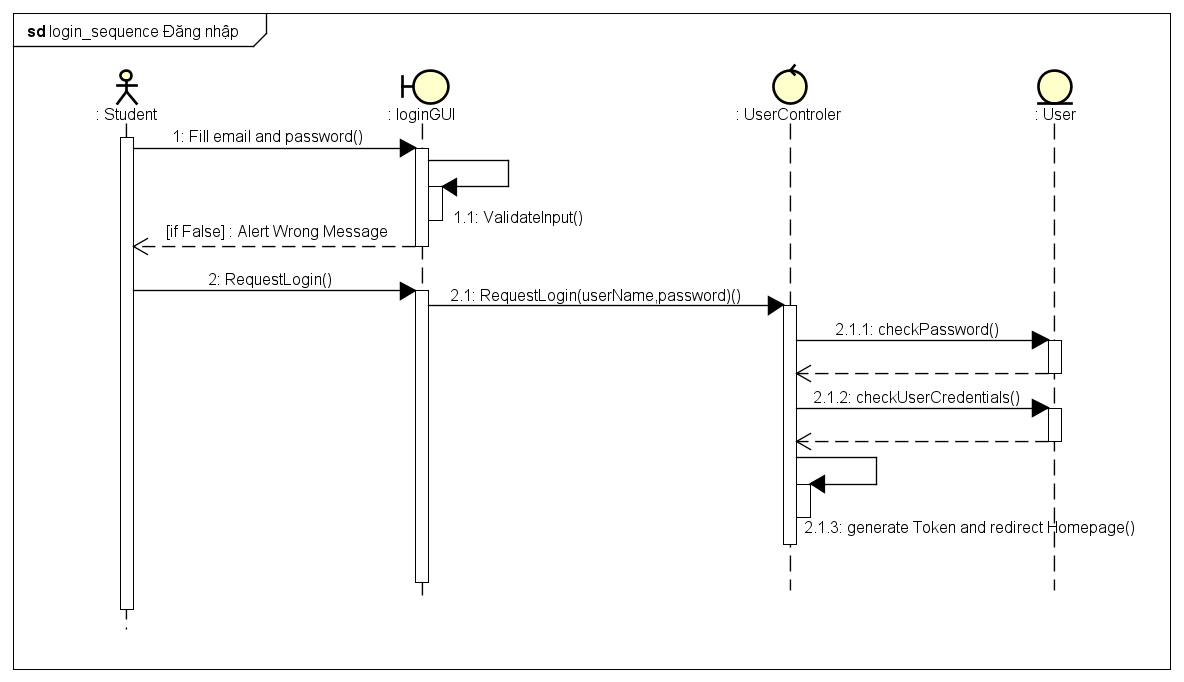 sd login_sequence Đăng nhập
: Student
: loginGUI
: UserControler
: User
1: Fill email and password()
1.1: ValidateInput()
[if False] : Alert Wrong Message
2: RequestLogin()
2.1: RequestLogin(userName,password)()
2.1.1: checkPassword()
2.1.2: checkUserCredentials()
2.1.3: generate Token and redirect Homepage()